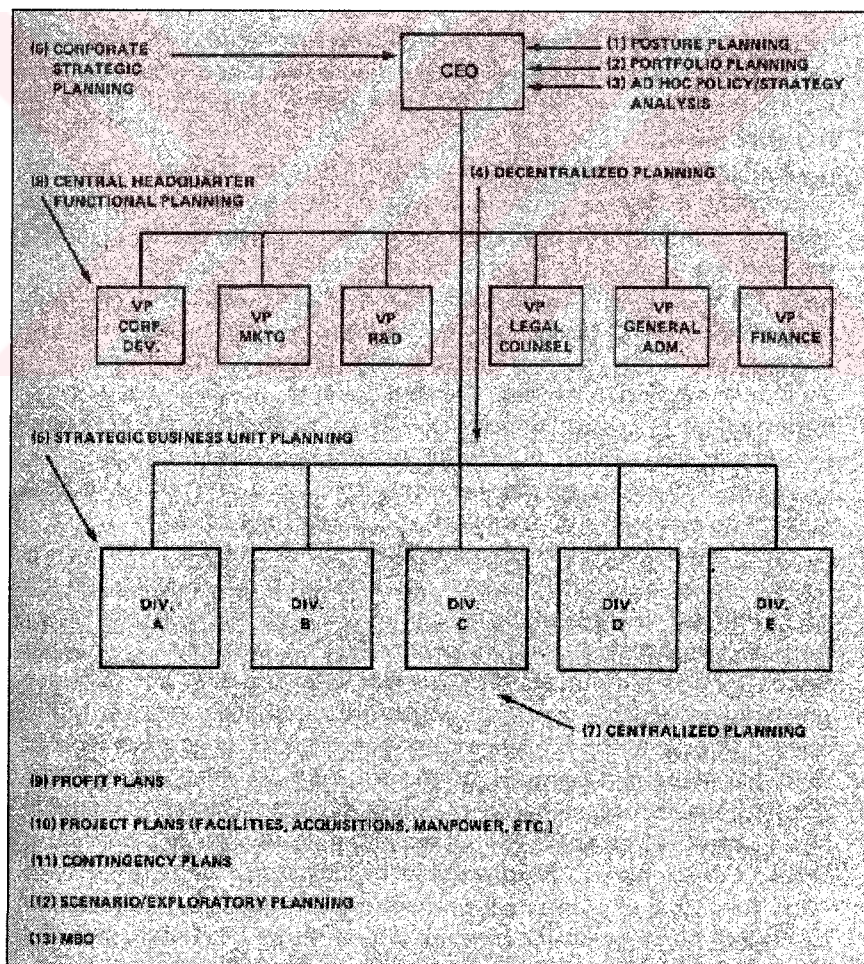 (6) CORPORATE
STRATEGIC
PLANNING
CEO
(1) POSTURE PLANNING
(2) PORTFOLIO PLANNING
(3) AD HOC POLICY/STRATEGY
ANALYSIS
(8) CENTRAL HEADQUARTER
FUNCTIONAL PLANNING
(4) DECENTRALIZED PLANNING
VP
CORP.
DEV.
VP
MKTG
VP
R&D
VP
LEGAL
COUNSEL
VP
GENERAL
ADM.
VP
FINANCE
(5) STRATEGIC BUSINESS UNIT PLANNING
DIV.
A
DIV.
B
DIV.
C
DIV.
D
DIV.
E
(7) CENTRALIZED PLANNING
(9) PROFIT PLANS
(10) PROJECT PLANS (FACILITIES, ACQUISITIONS, MANPOWER, ETC.)
(11) CONTINGENCY PLANS
(12) SCENARIO/EXPLORATORY PLANNING
(13) MBO